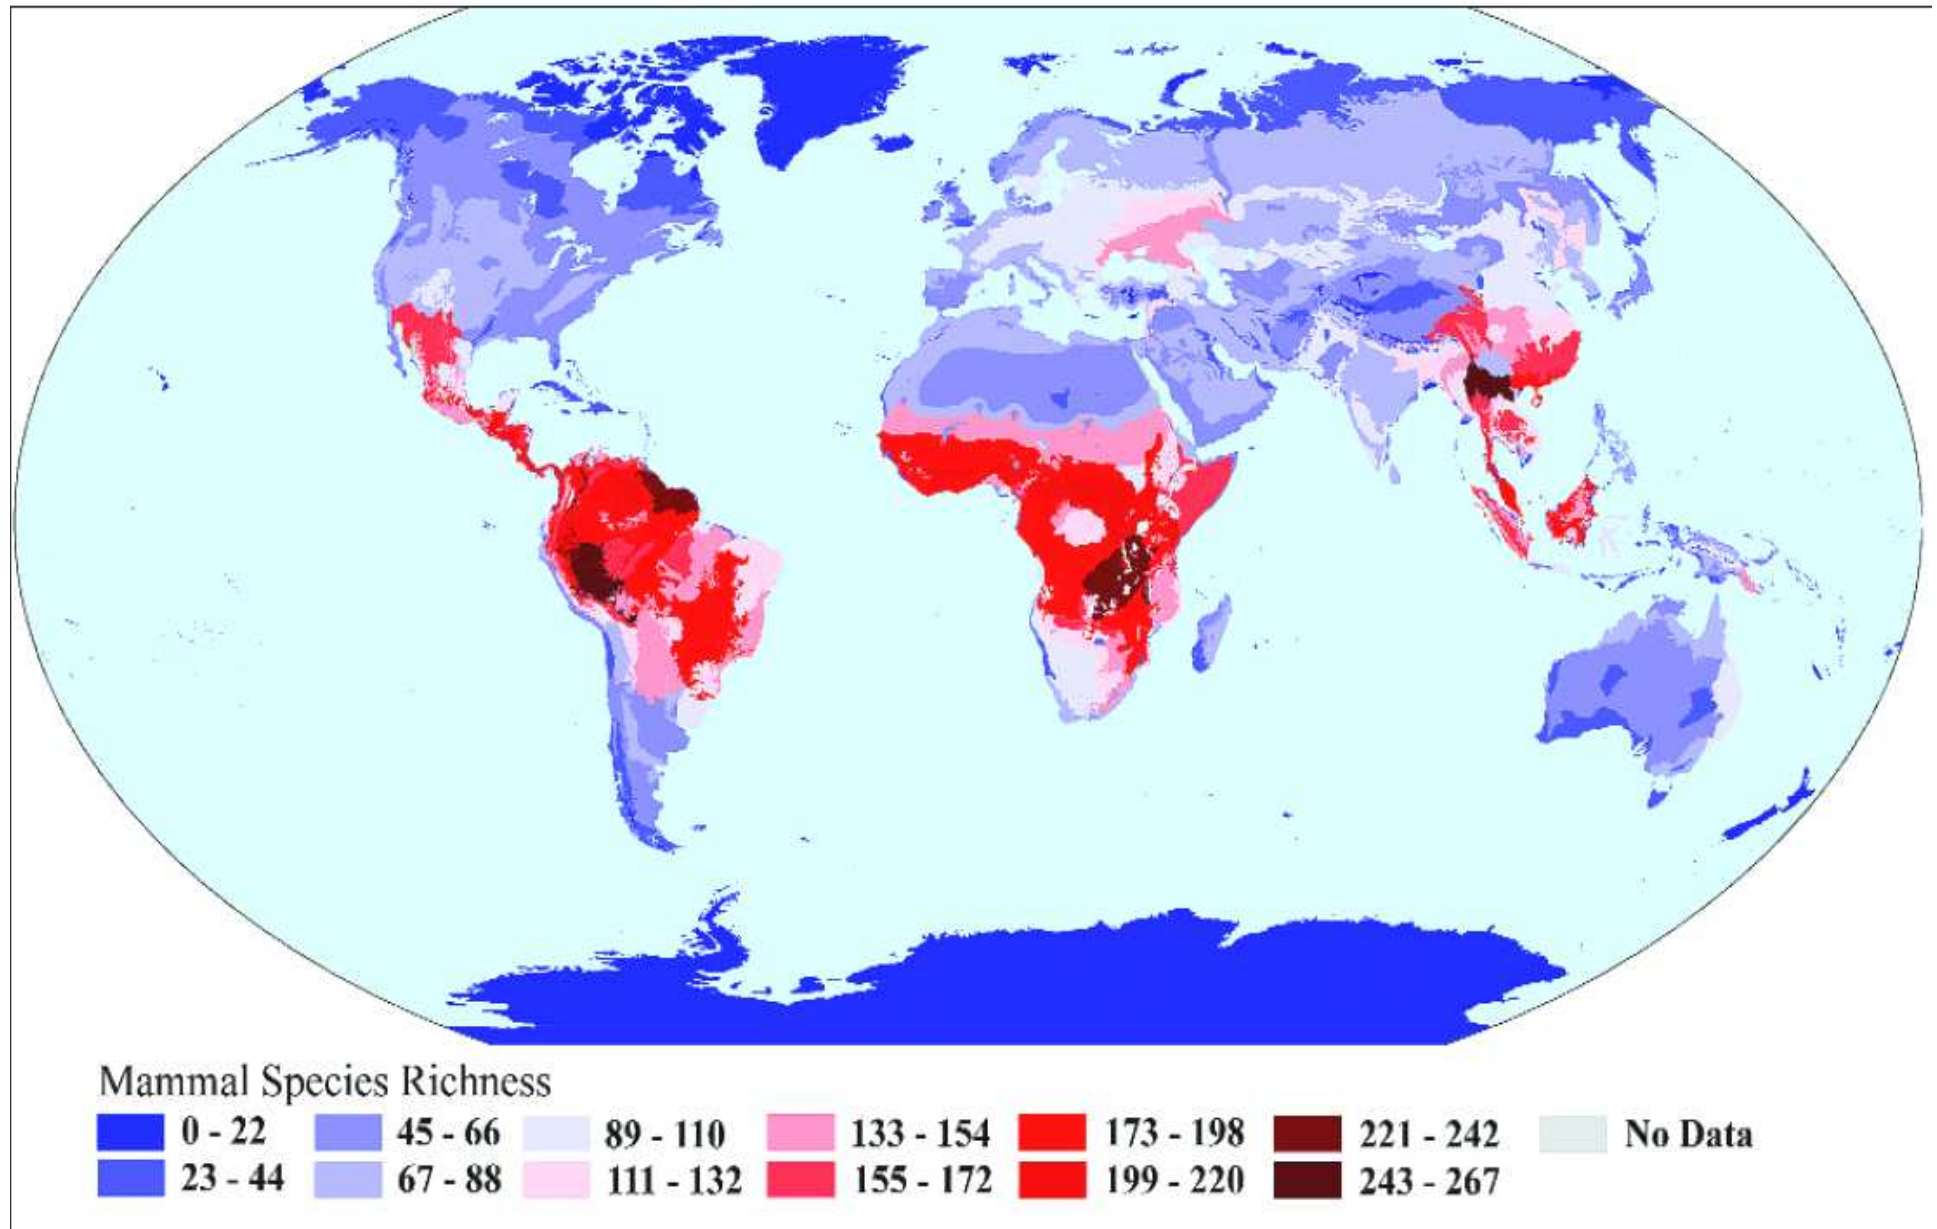 Mammal Species Richness
0 - 22 45 - 66 89 - 110 133 - 154 173 - 198 221 - 242 No Data
23 - 44 67 - 88 111 - 132 155 - 172 199 - 220 243 - 267